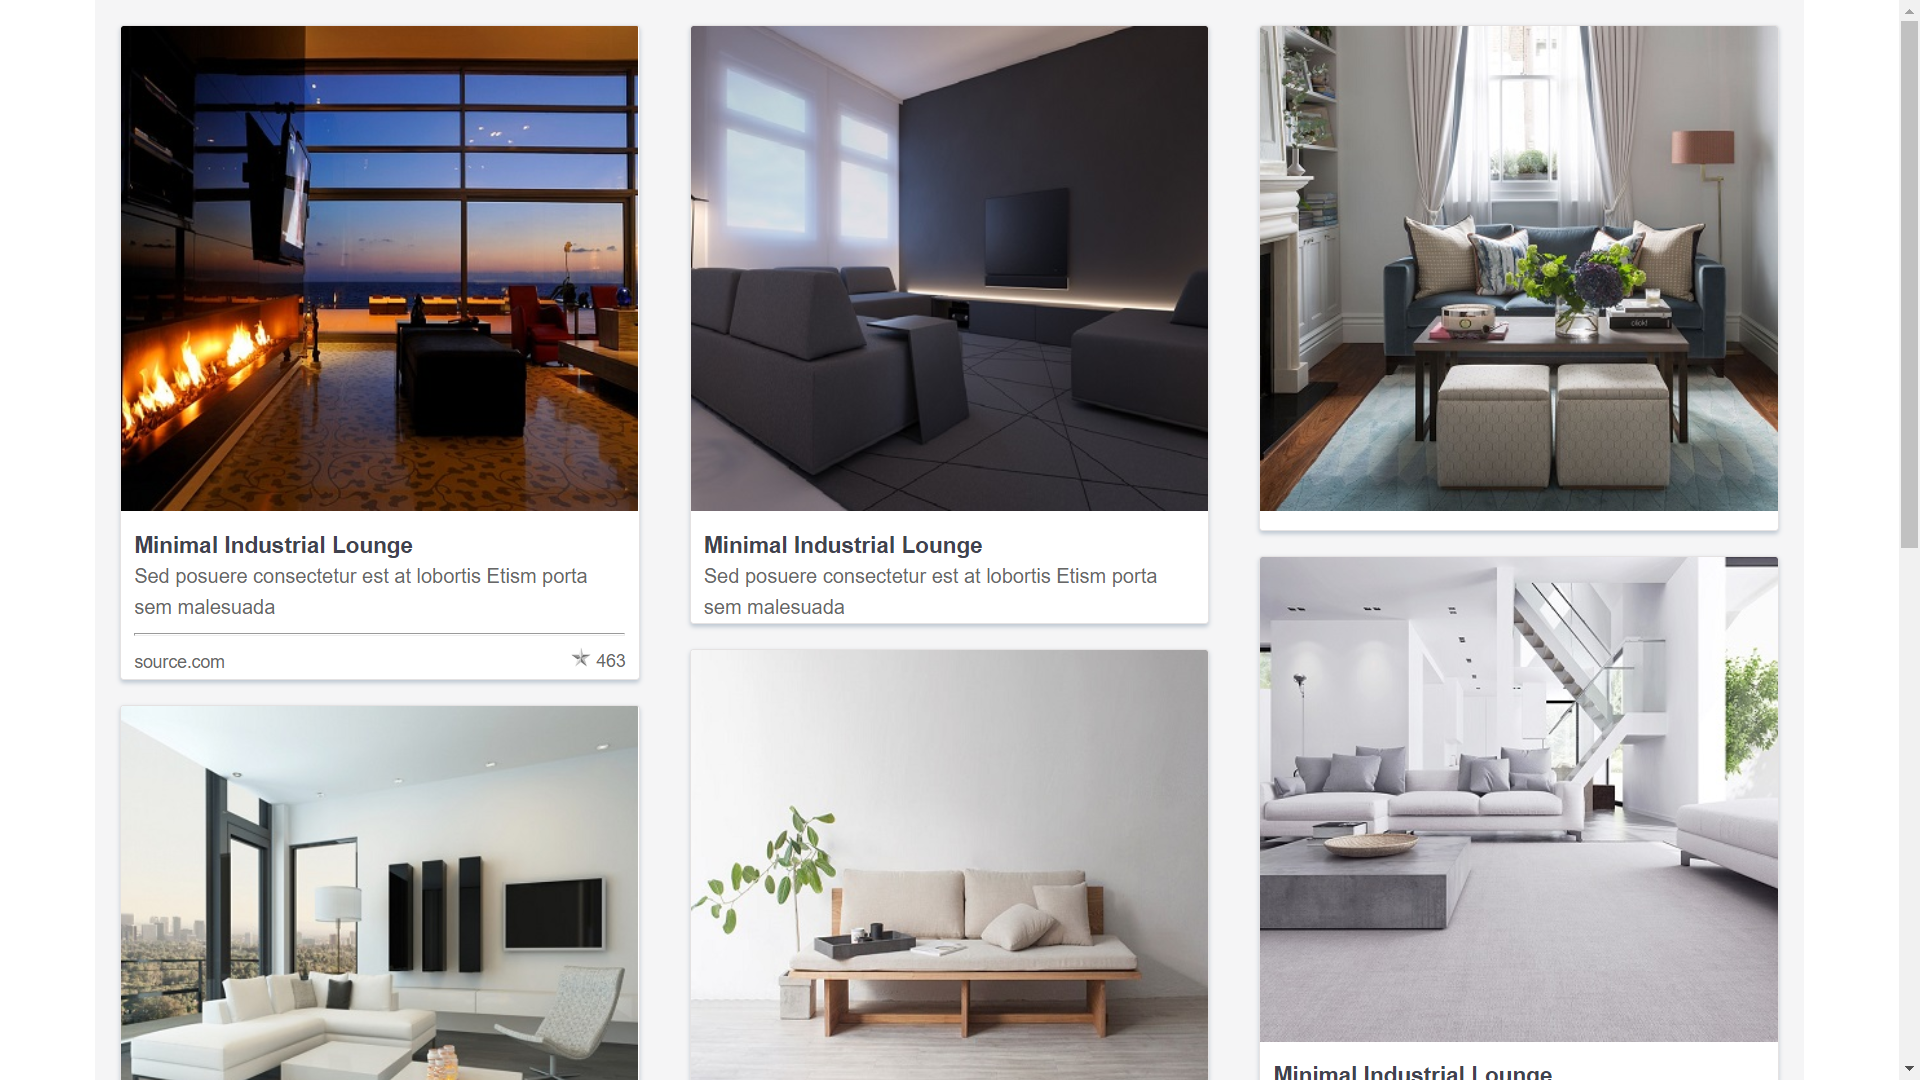 Minimal Industrial Lounge
Sed posuere consectetur est at lobortis Etism porta
sem malesuada
source.com
463
Minimal Industrial Lounge
Sed posuere consectetur est at lobortis Etism porta
sem malesuada
click!
Minimal Industrial Lounge